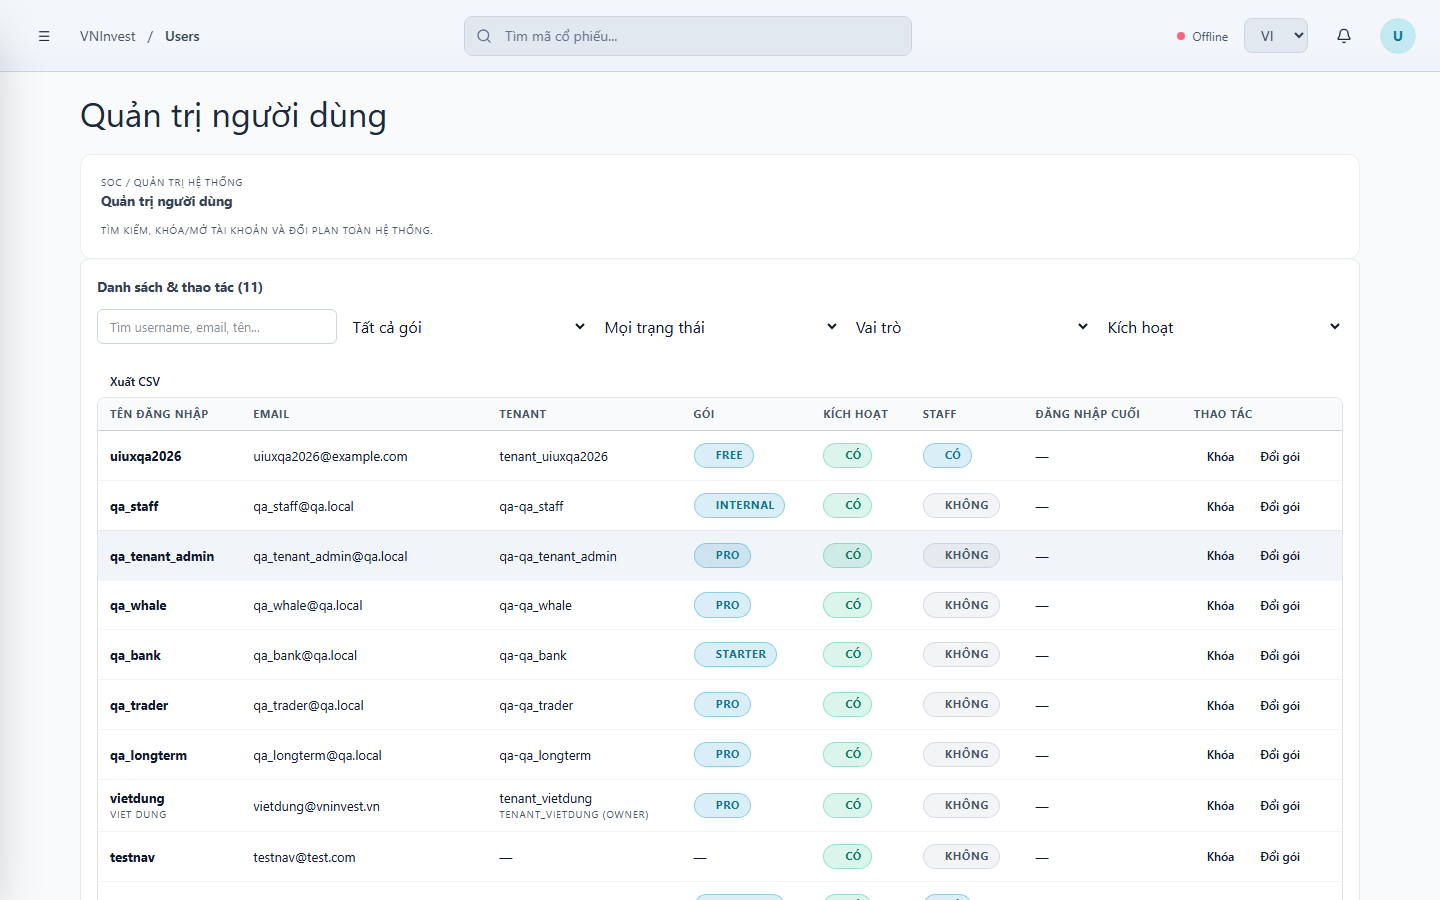 ☰ VNInvest / Users Tìm mã cổ phiếu... Offline VI U
Quản trị người dùng
SOC / QUẢN TRỊ HỆ THỐNG
Quản trị người dùng
TÌM KIẾM, KHÓA/MỞ TÀI KHOẢN VÀ ĐỔI PLAN TOÀN HỆ THỐNG.
Danh sách & thao tác (11)
Tìm username, email, tên... Tất cả gói Mọi trạng thái Vai trò Kích hoạt
Xuất CSV
TÊN ĐĂNG NHẬP EMAIL TENANT GÓI KÍCH HOẠT STAFF ĐĂNG NHẬP CUỐI THAO TÁC
uiuxqa2026 uiuxqa2026@example.com tenant_uiuxqa2026 FREE CÓ CÓ — Khóa Đổi gói
qa_staff qa_staff@qa.local qa-qa_staff INTERNAL CÓ KHÔNG — Khóa Đổi gói
qa_tenant_admin qa_tenant_admin@qa.local qa-qa_tenant_admin PRO CÓ KHÔNG — Khóa Đổi gói
qa_whale qa_whale@qa.local qa-qa_whale PRO CÓ KHÔNG — Khóa Đổi gói
qa_bank qa_bank@qa.local qa-qa_bank STARTER CÓ KHÔNG — Khóa Đổi gói
qa_trader qa_trader@qa.local qa-qa_trader PRO CÓ KHÔNG — Khóa Đổi gói
qa_longterm qa_longterm@qa.local qa-qa_longterm PRO CÓ KHÔNG — Khóa Đổi gói
vietdung vietdung@vninvest.vn tenant_vietdung PRO CÓ KHÔNG — Khóa Đổi gói
VIET DUNG TENANT_VIETDUNG (OWNER)
testnav testnav@test.com — — CÓ KHÔNG — Khóa Đổi gói